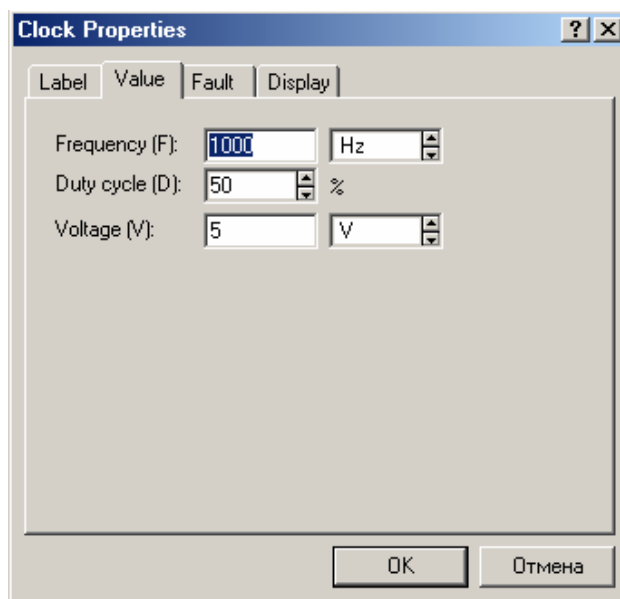 Clock Properties
Label Value Fault Display
Frequency (F): 1000 Hz
Duty cycle (D): 50 %
Voltage (V): 5 V
OK Отмена